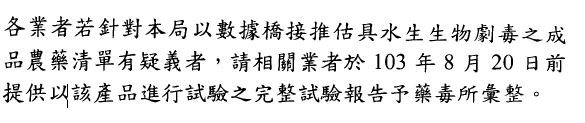 各業者若針對本局以數據橋接推估具水生生物劇毒之成
品農藥清單有疑義者，請相關業者於 103 年 8 月 20 日前
提供以該產品進行試驗之完整試驗報告予藥毒所彙整。